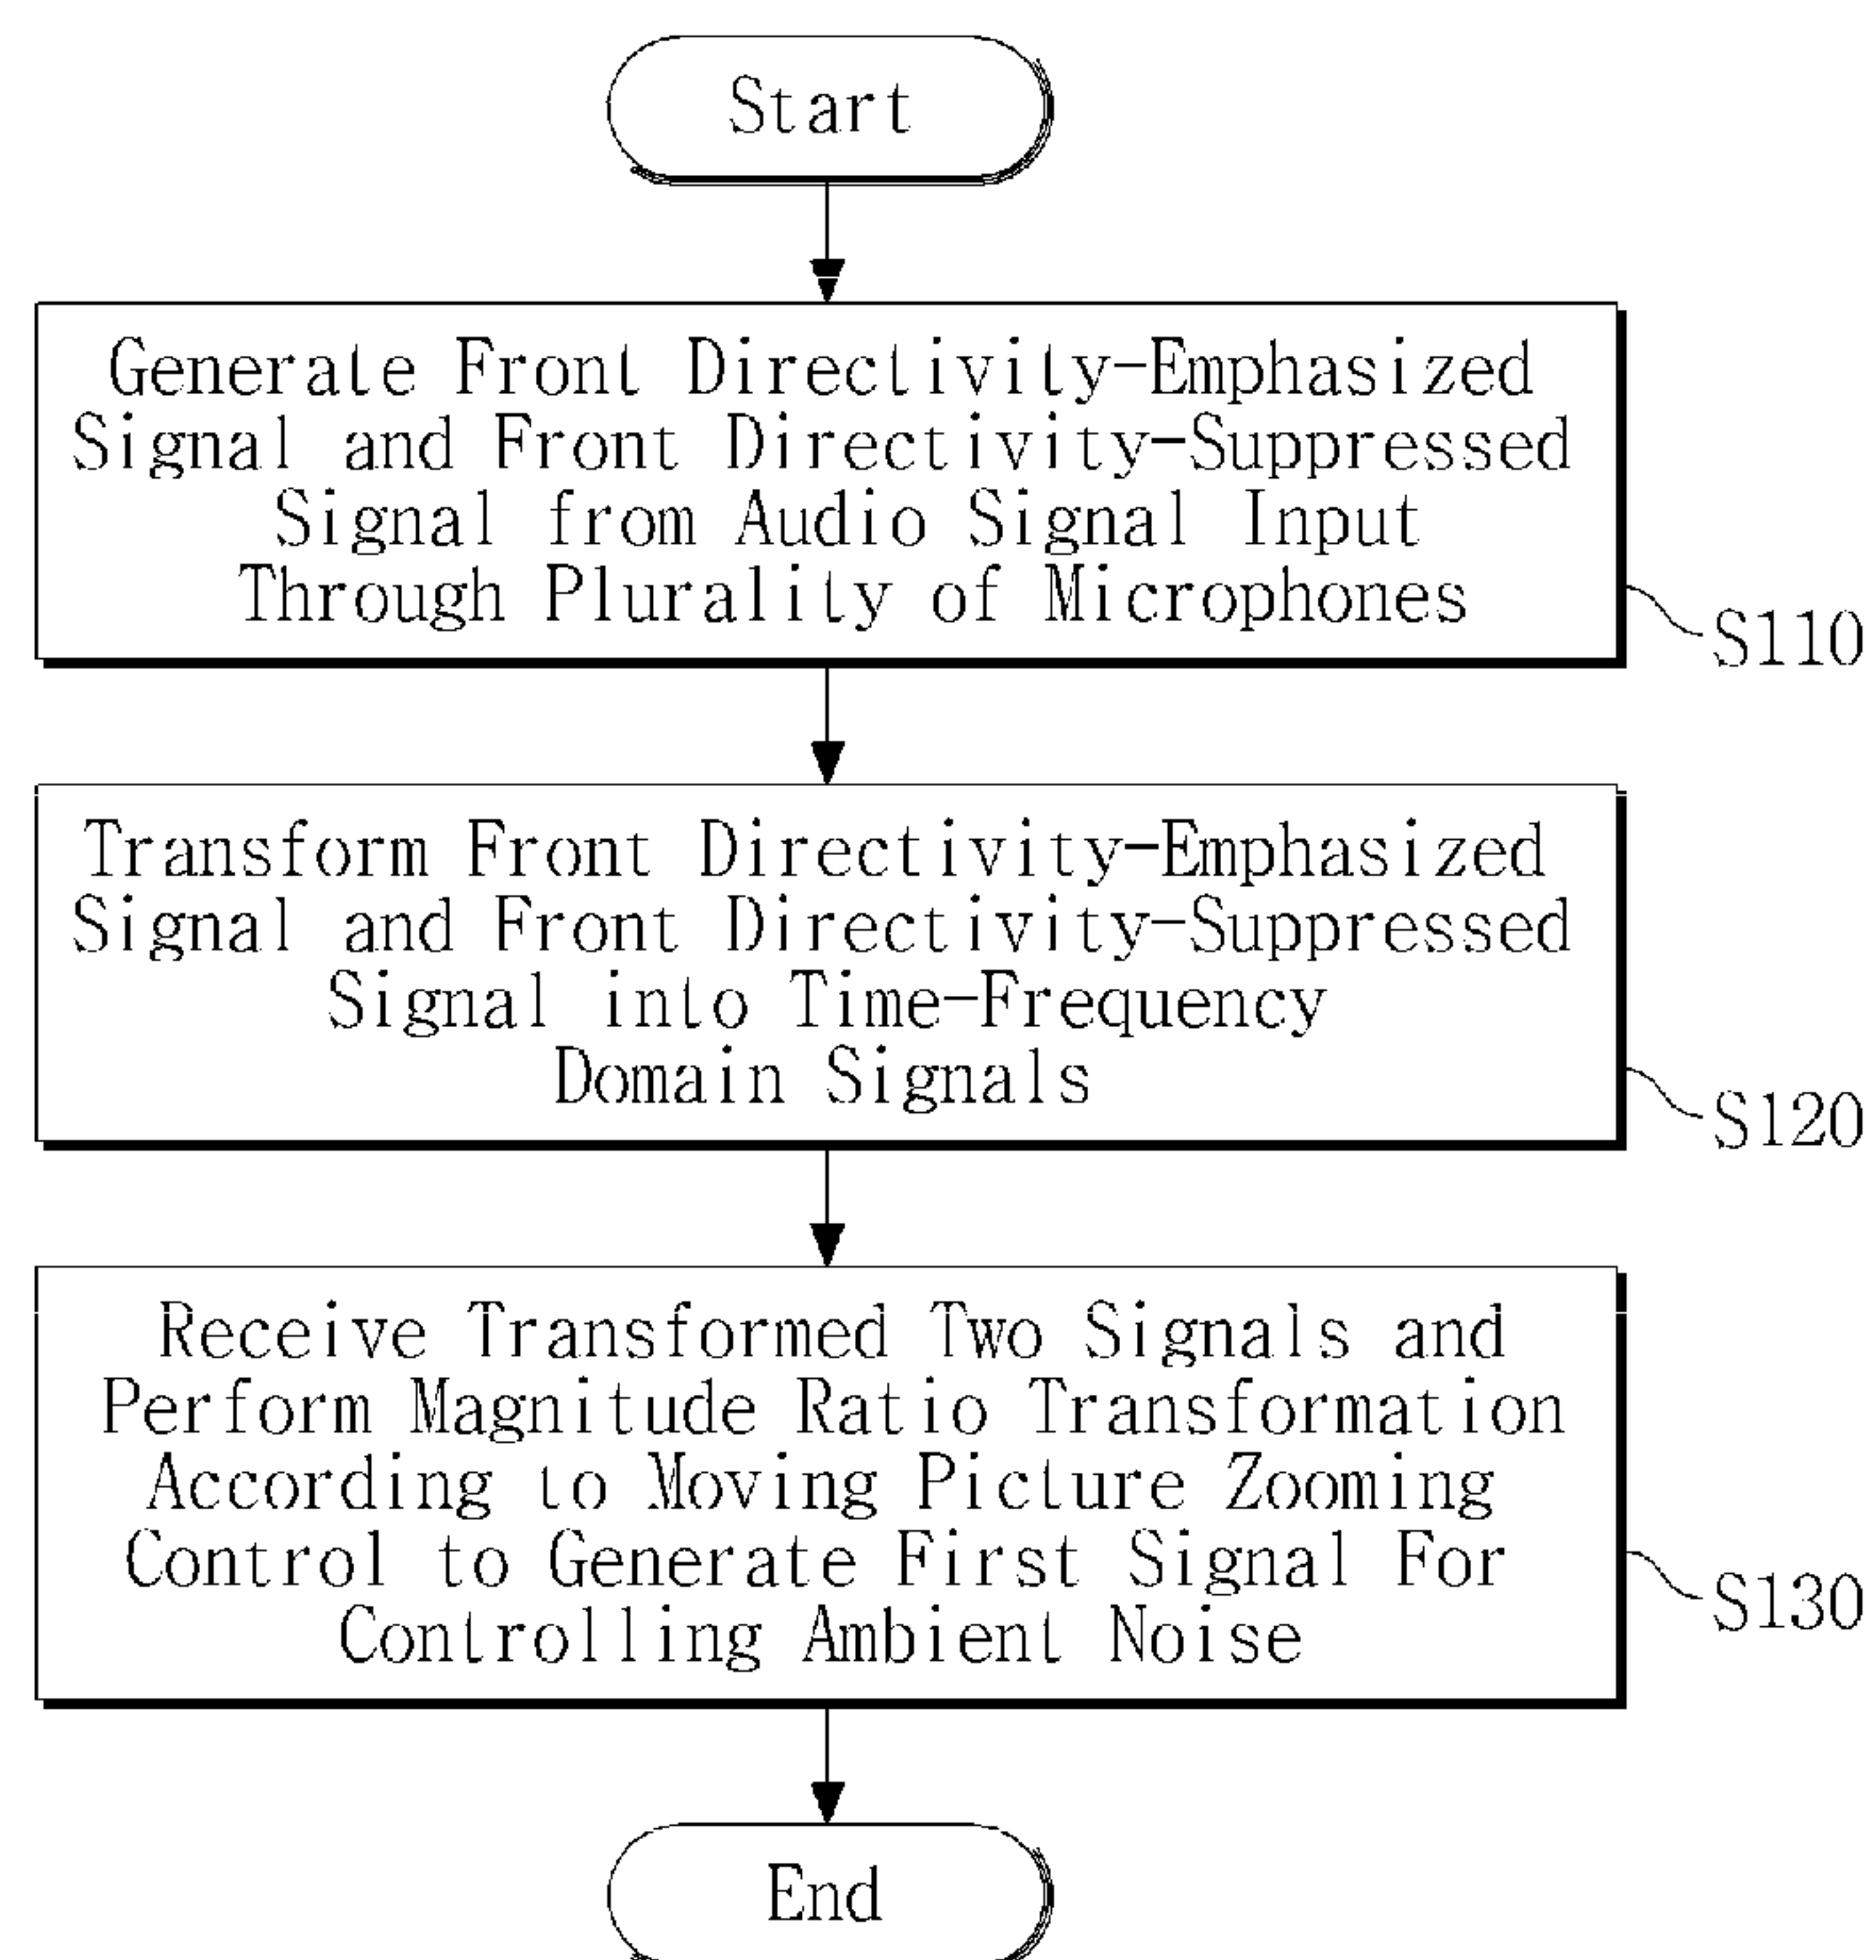 Start
Generate Front Directivity-Emphasized
Signal and Front Directivity-Suppressed
Signal from Audio Signal Input
Through Plurality of Microphones
S110
Transform Front Directivity-Emphasized
Signal and Front Directivity-Suppressed
Signal into Time-Frequency
Domain Signals
S120
Receive Transformed Two Signals and
Perform Magnitude Ratio Transformation
According to Moving Picture Zooming
Control to Generate First Signal For
Controlling Ambient Noise
S130
End